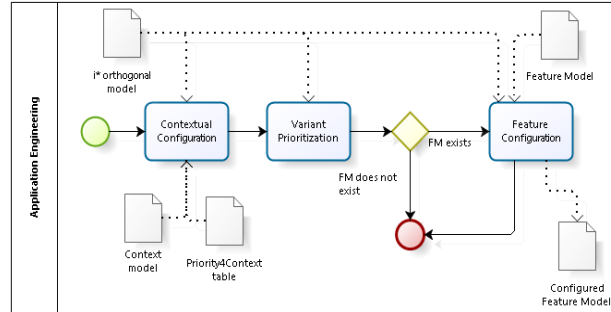 Application Engineering
i* orthogonal
model
Feature Model
Contextual
Configuration
Variant
Prioritization
FM exists
Feature
Configuration
FM does not
exist
Context
model
Priority4Context
table
Configured
Feature Model